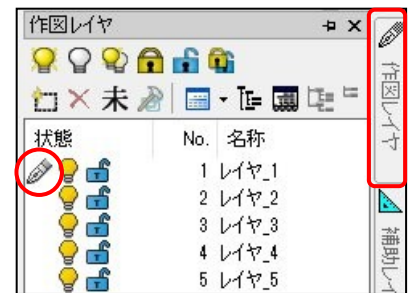 作図レイヤ
未
状態 No. 名称
1 レイヤ_1
2 レイヤ_2
3 レイヤ_3
4 レイヤ_4
5 レイヤ_5
作図レイヤ
補助レイ